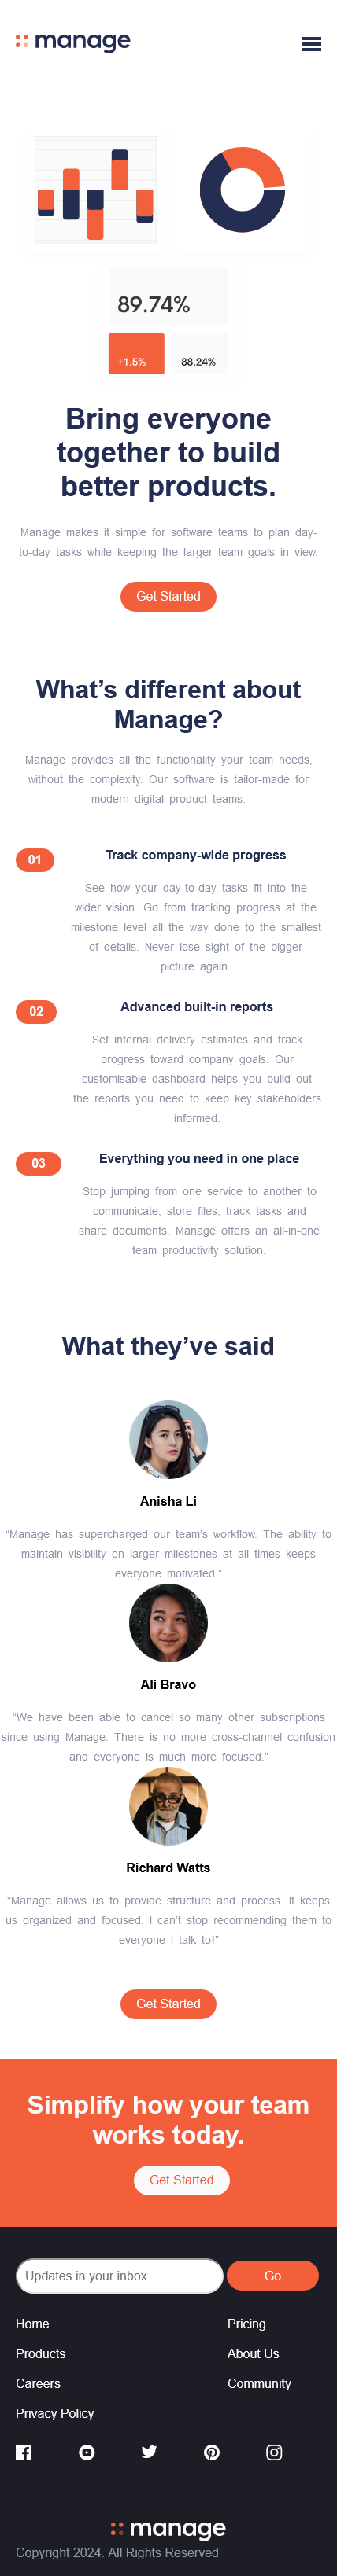 manage
89.74%
+1.5%
88.24%
Bring everyone
together to build
better products.
Manage makes it simple for software teams to plan day-
to-day tasks while keeping the larger team goals in view.
Get Started
What’s different about
Manage?
Manage provides all the functionality your team needs,
without the complexity. Our software is tailor-made for
modern digital product teams.
01
Track company-wide progress
See how your day-to-day tasks fit into the
wider vision. Go from tracking progress at the
milestone level all the way done to the smallest
of details. Never lose sight of the bigger
picture again.
02
Advanced built-in reports
Set internal delivery estimates and track
progress toward company goals. Our
customisable dashboard helps you build out
the reports you need to keep key stakeholders
informed.
03
Everything you need in one place
Stop jumping from one service to another to
communicate, store files, track tasks and
share documents. Manage offers an all-in-one
team productivity solution.
What they’ve said
Anisha Li
“Manage has supercharged our team’s workflow. The ability to
maintain visibility on larger milestones at all times keeps
everyone motivated.”
Ali Bravo
“We have been able to cancel so many other subscriptions
since using Manage. There is no more cross-channel confusion
and everyone is much more focused.”
Richard Watts
“Manage allows us to provide structure and process. It keeps
us organized and focused. I can’t stop recommending them to
everyone I talk to!”
Get Started
Simplify how your team
works today.
Get Started
Updates in your inbox…
Go
Home
Pricing
Products
About Us
Careers
Community
Privacy Policy
manage
Copyright 2024. All Rights Reserved